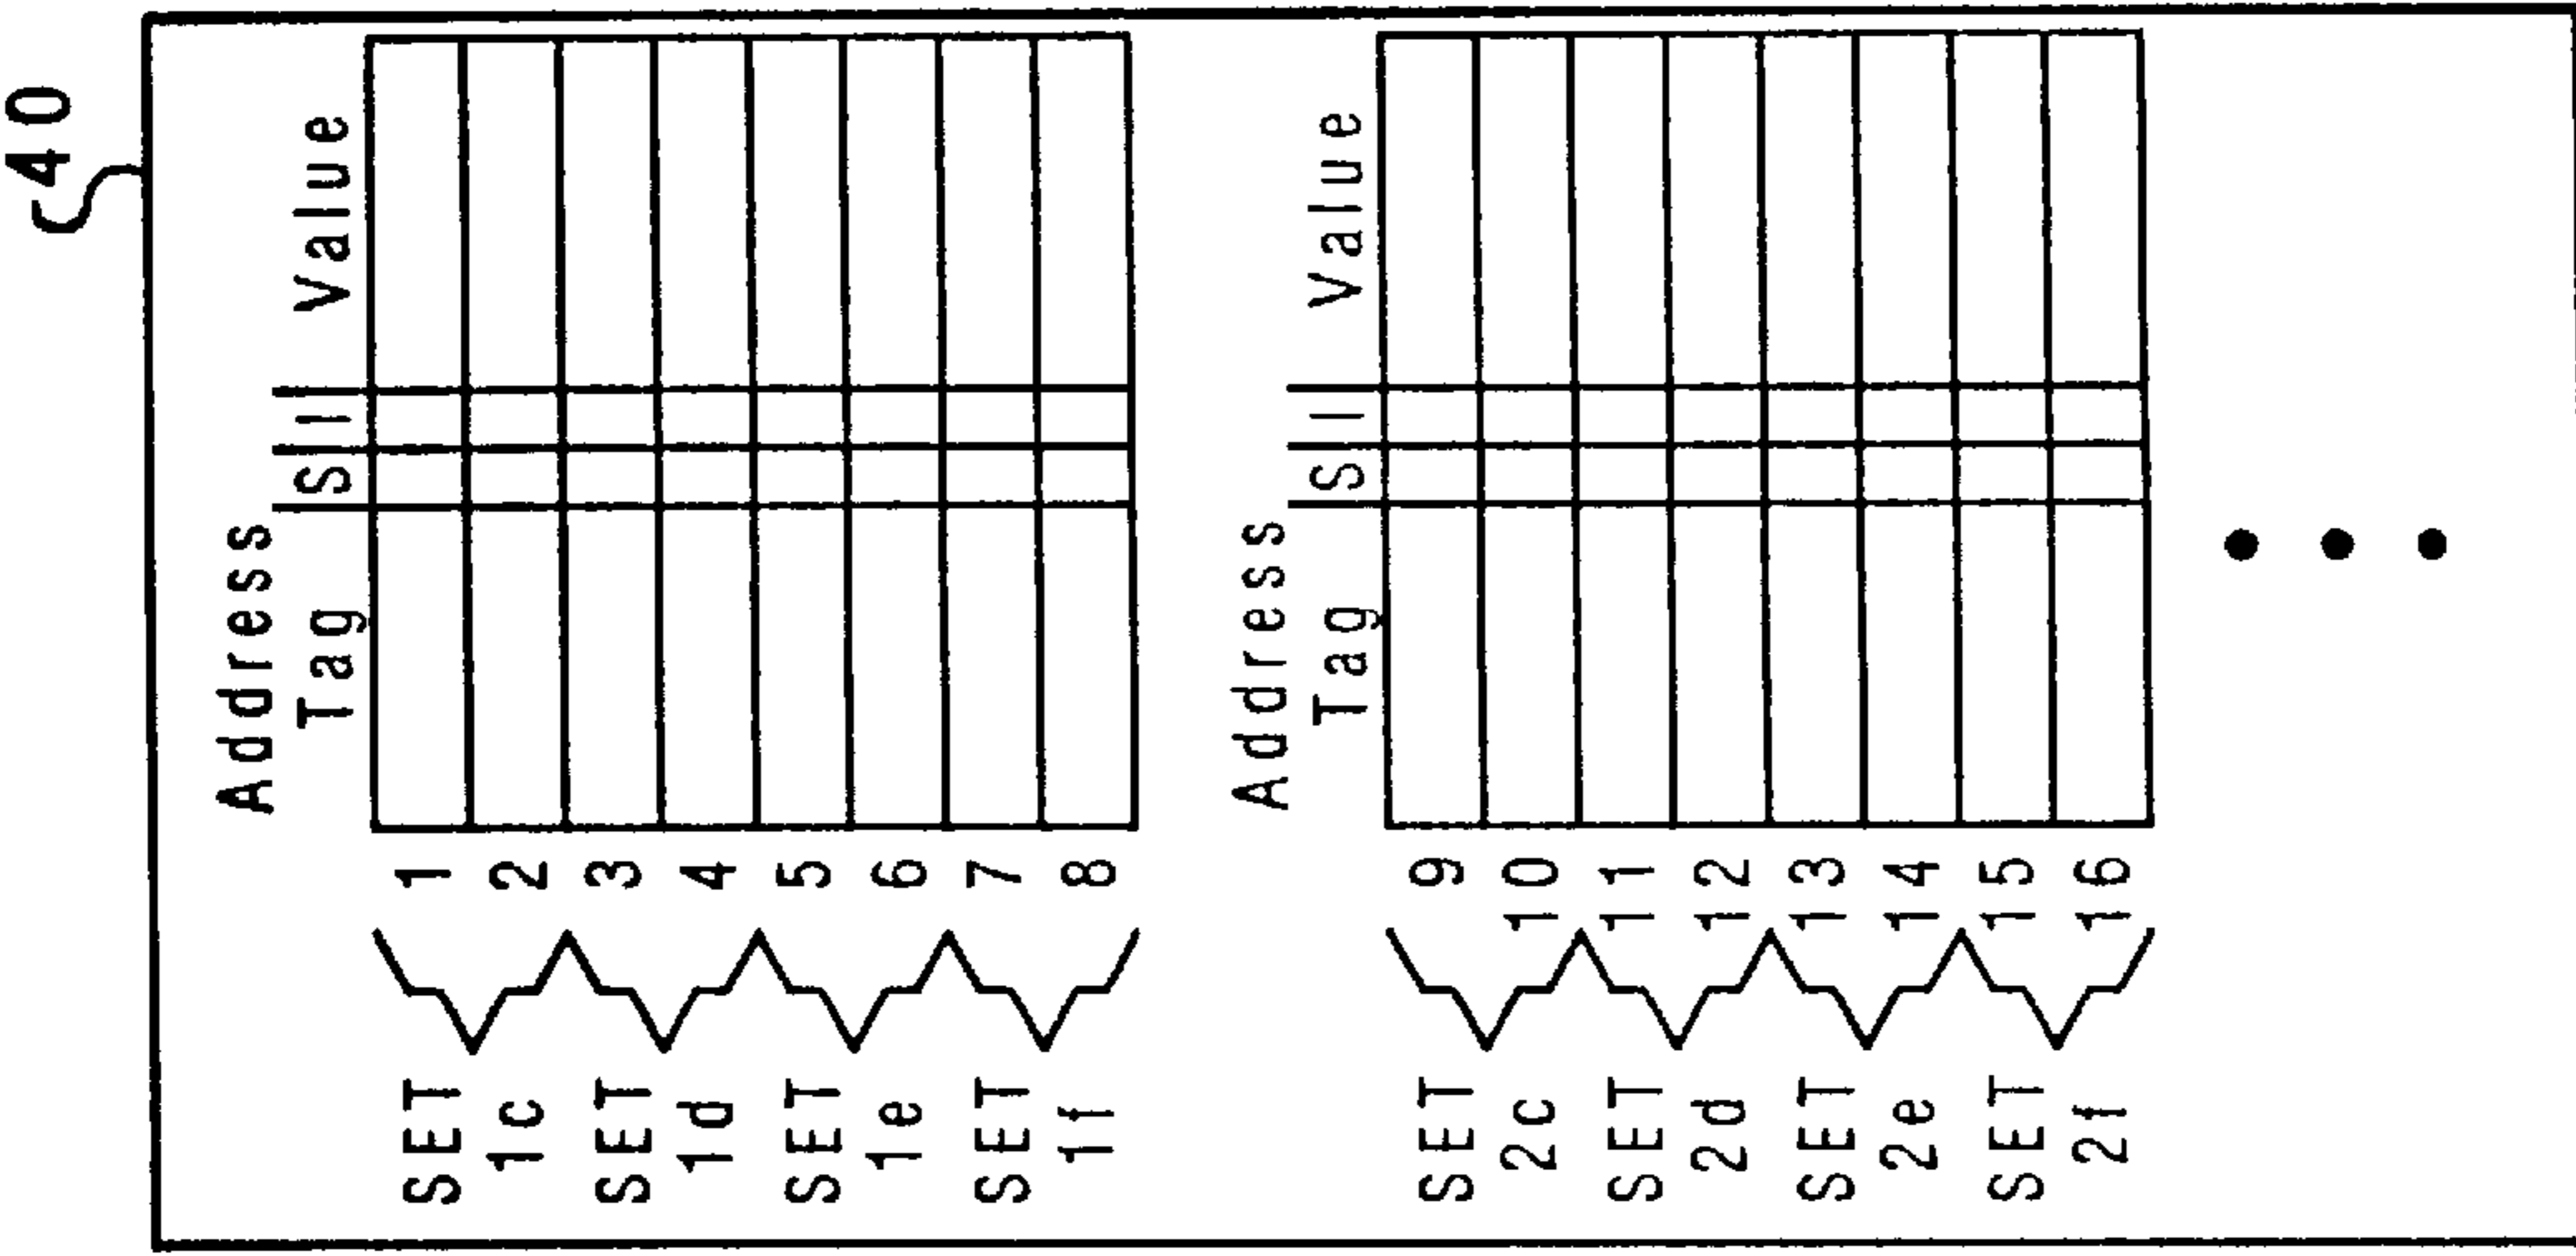 40
Address
Tag S I Value
SET
1c
1
2
SET
1d
3
4
SET
1e
5
6
SET
1f
7
8
Address
Tag S I Value
SET
2c
9
10
SET
2d
11
12
SET
2e
13
14
SET
2f
15
16